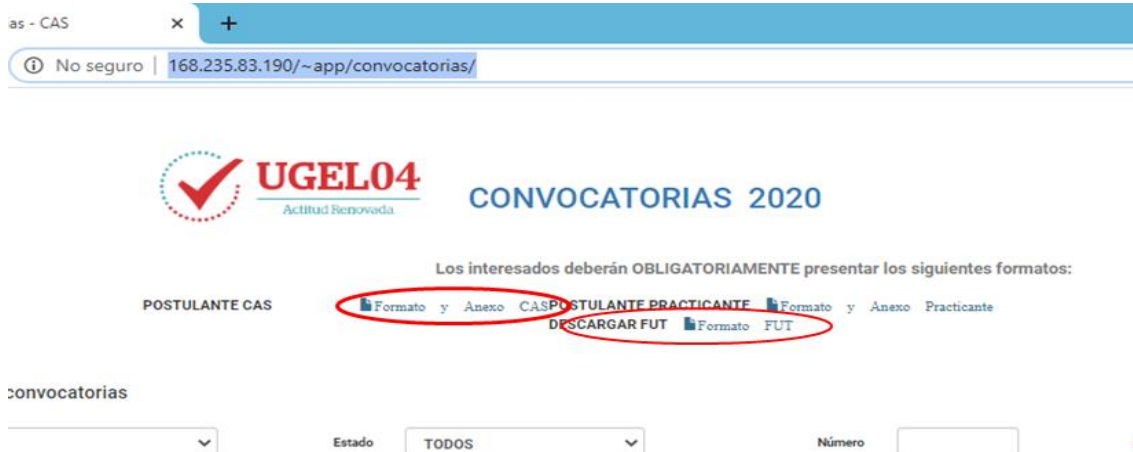 as - CAS
No seguro | 168.235.83.190/~app/convocatorias/
UGEL04
Actitud Renovada
CONVOCATORIAS 2020
Los interesados deberán OBLIGATORIAMENTE presentar los siguientes formatos:
POSTULANTE CAS Formato y Anexo CAS POSTULANTE PRACTICANTE Formato y Anexo Practicante
DESCARGAR FUT Formato FUT
convocatorias
Estado TODOS Número